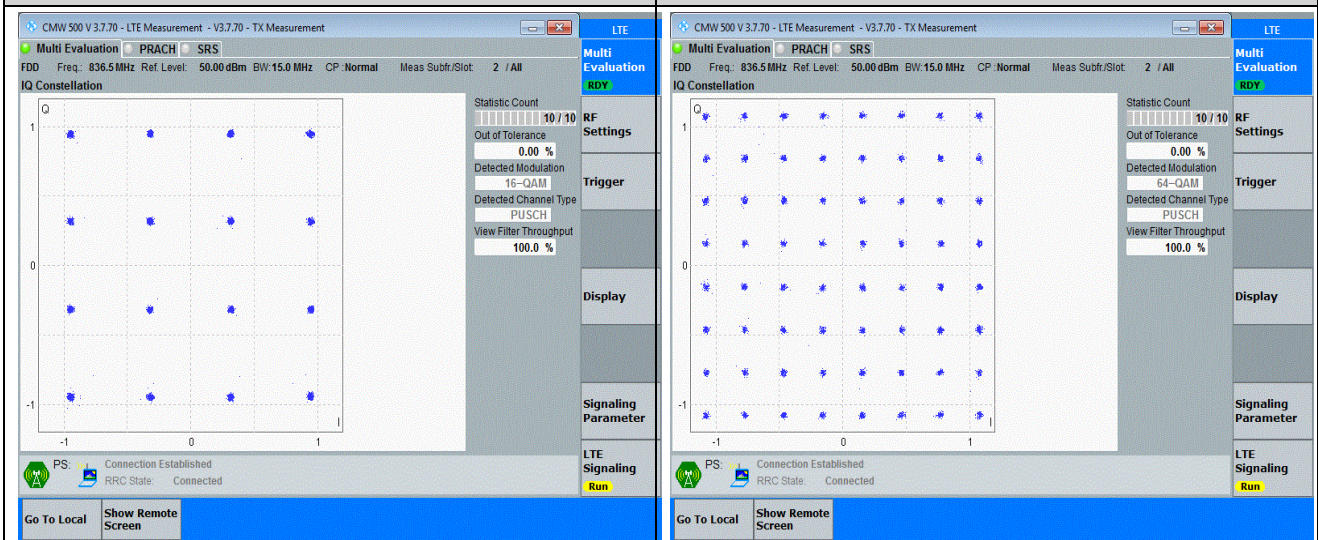 CMW 500 V 3.7.70 - LTE Measurement - V3.7.70 - TX Measurement
LTE
Multi Evaluation PRACH SRS
Multi
Evaluation
RDY
FDD Freq.: 836.5 MHz Ref. Level: 50.00 dBm BW: 15.0 MHz CP : Normal Meas Subfr./Slot: 2 / All
IQ Constellation
Q
1
0
-1
-1 0 1
I
Statistic Count
10 / 10
Out of Tolerance
0.00 %
Detected Modulation
16-QAM
Detected Channel Type
PUSCH
View Filter Throughput
100.0 %
RF
Settings
Trigger
Display
Signaling
Parameter
LTE
Signaling
Run
PS: Connection Established
RRC State: Connected
Go To Local
Show Remote
Screen
CMW 500 V 3.7.70 - LTE Measurement - V3.7.70 - TX Measurement
LTE
Multi Evaluation PRACH SRS
Multi
Evaluation
RDY
FDD Freq.: 836.5 MHz Ref. Level: 50.00 dBm BW: 15.0 MHz CP : Normal Meas Subfr./Slot: 2 / All
IQ Constellation
Q
1
0
-1
-1 0 1
I
Statistic Count
10 / 10
Out of Tolerance
0.00 %
Detected Modulation
64-QAM
Detected Channel Type
PUSCH
View Filter Throughput
100.0 %
RF
Settings
Trigger
Display
Signaling
Parameter
LTE
Signaling
Run
PS: Connection Established
RRC State: Connected
Go To Local
Show Remote
Screen